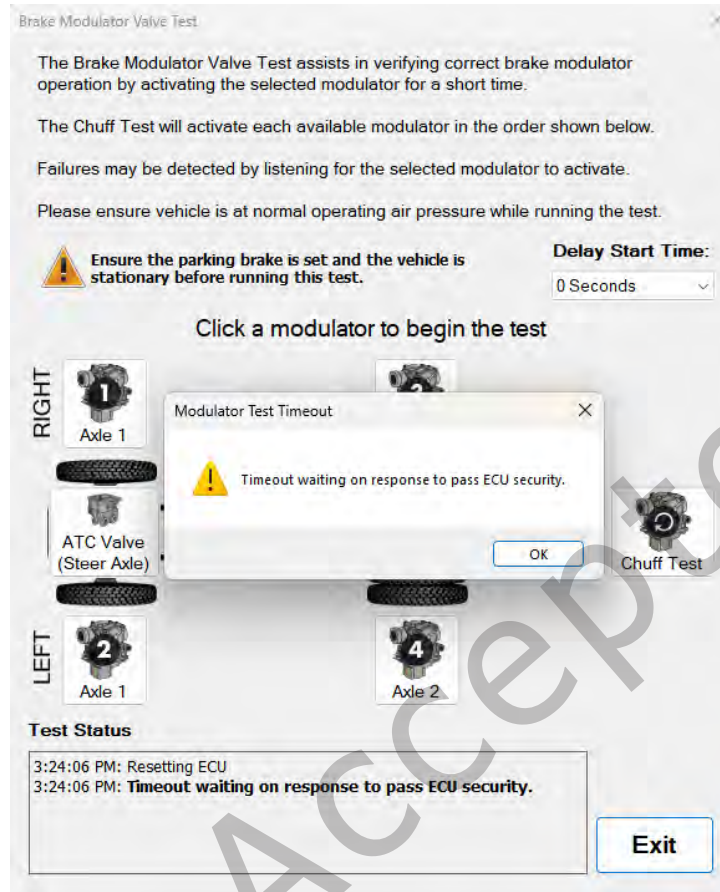 Brake Modulator Valve Test
The Brake Modulator Valve Test assists in verifying correct brake modulator
operation by activating the selected modulator for a short time.
The Chuff Test will activate each available modulator in the order shown below.
Failures may be detected by listening for the selected modulator to activate.
Please ensure vehicle is at normal operating air pressure while running the test.
Ensure the parking brake is set and the vehicle is
stationary before running this test.
Delay Start Time:
0 Seconds
Click a modulator to begin the test
RIGHT
1
Axle 1
Modulator Test Timeout
Timeout waiting on response to pass ECU security.
OK
ATC Valve
(Steer Axle)
Chuff Test
LEFT
2
Axle 1
4
Axle 2
Test Status
3:24:06 PM: Resetting ECU
3:24:06 PM: Timeout waiting on response to pass ECU security.
Exit